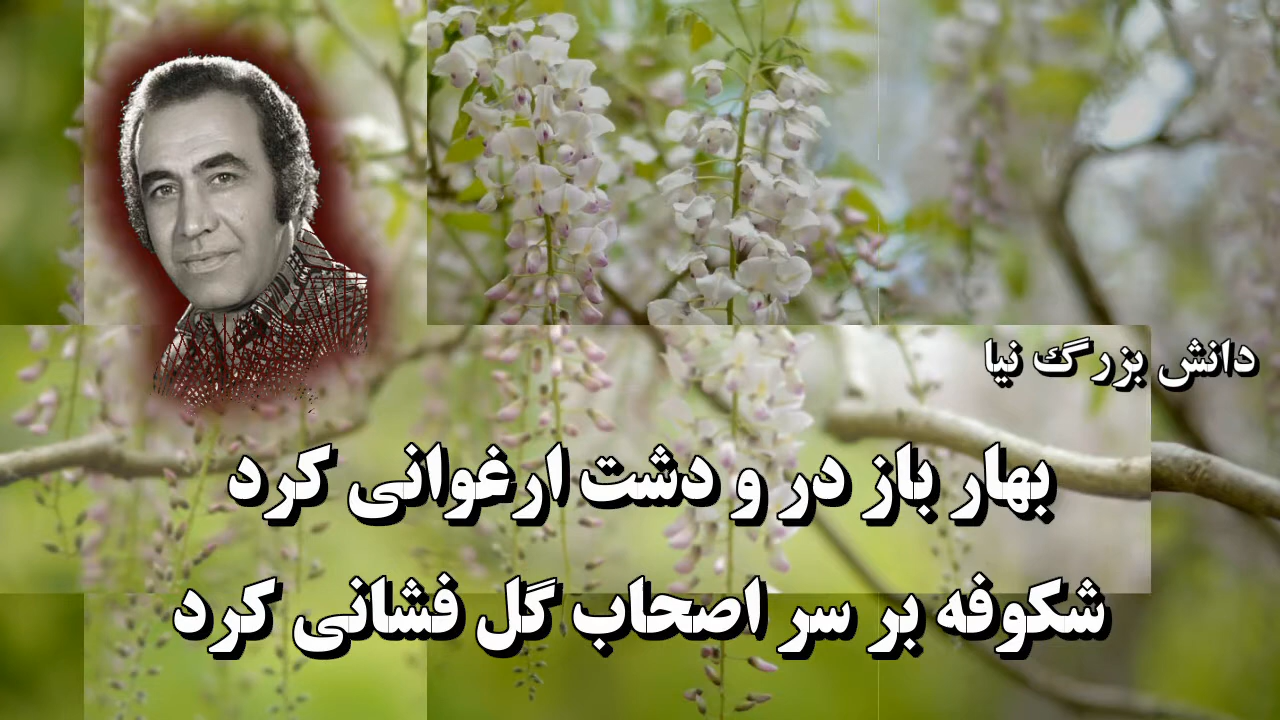 دانش بزرگ نیا
بهار باز در و دشت ارغوانی کرد
شکوفه بر سر اصحاب گل فشانی کرد